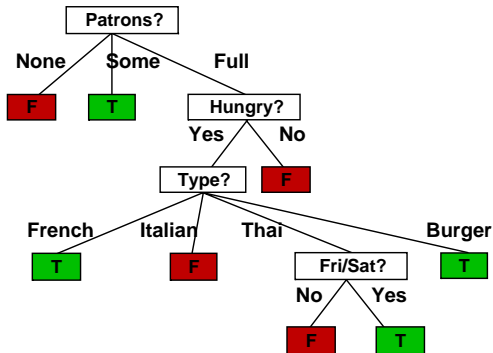 Patrons?
None Some Full
F T Hungry?
Yes No
Type? F
French Italian Thai Burger
T F Fri/Sat? T
No Yes
F T